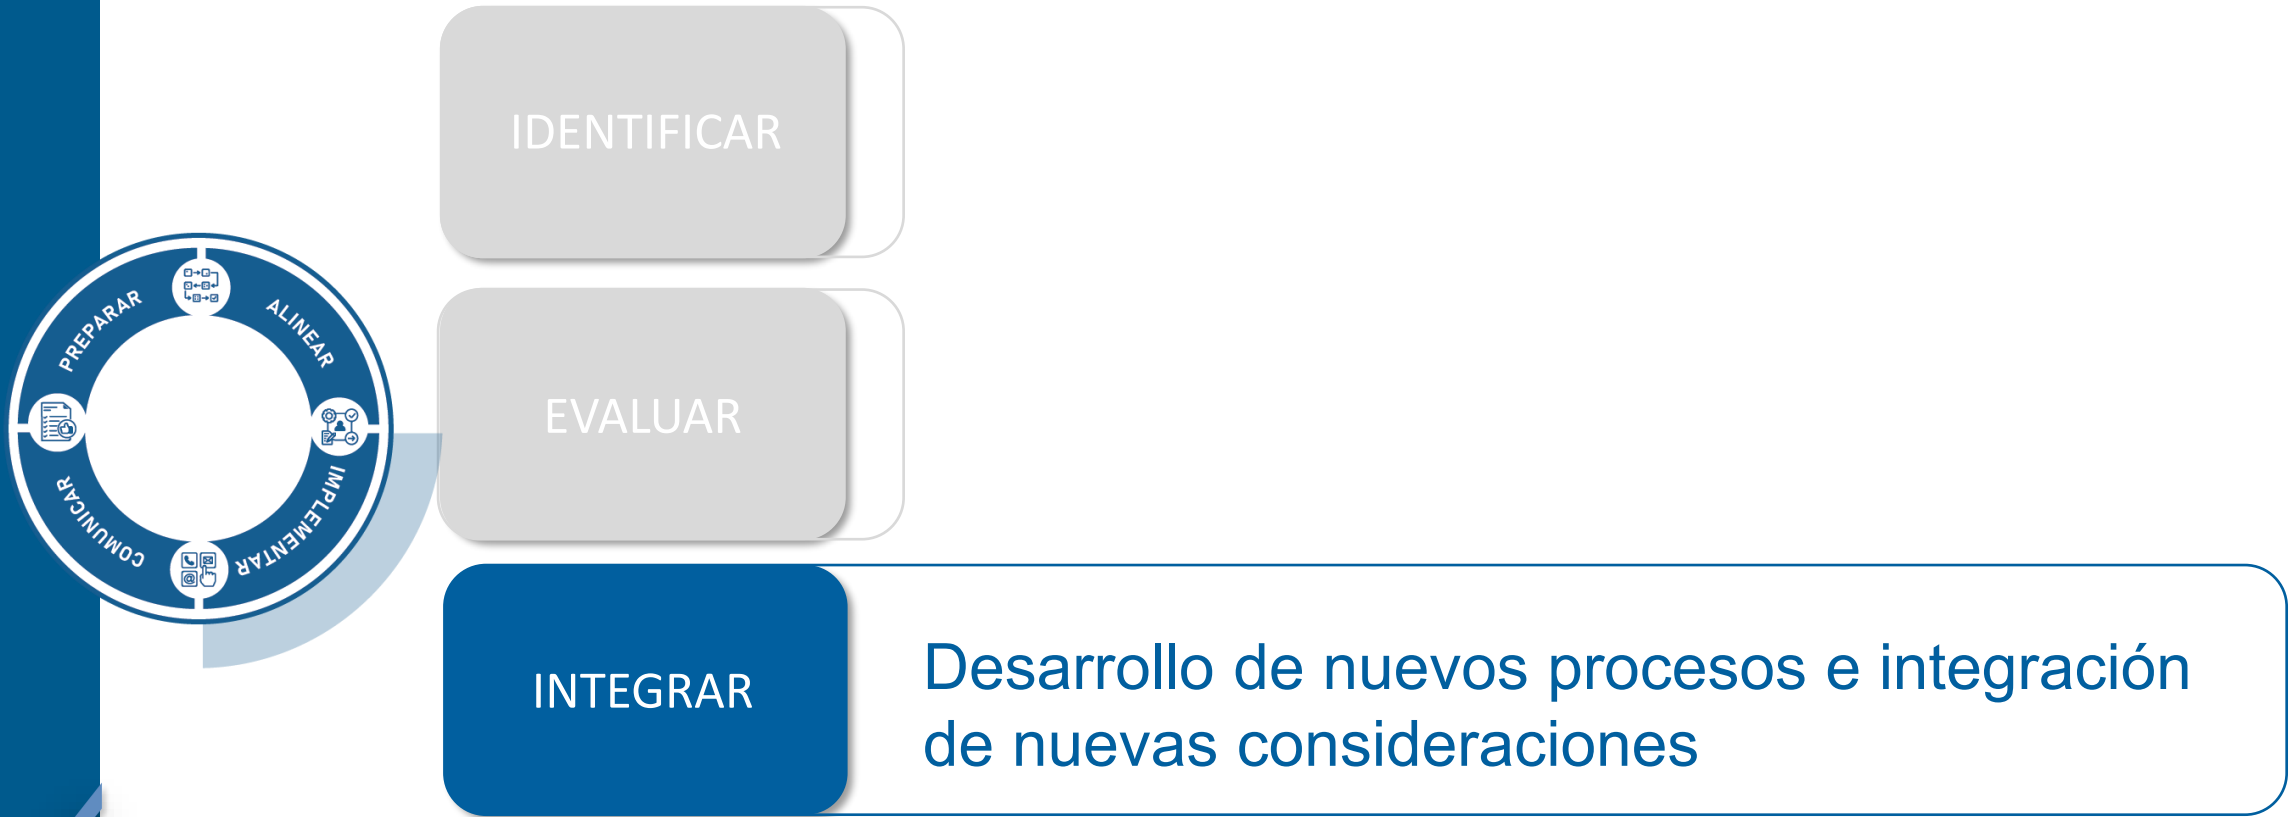 IDENTIFICAR
PREPARAR
ALINEAR
EVALUAR
COMUNICAR
IMPLEMENTAR
@
INTEGRAR
Desarrollo de nuevos procesos e integración
de nuevas consideraciones